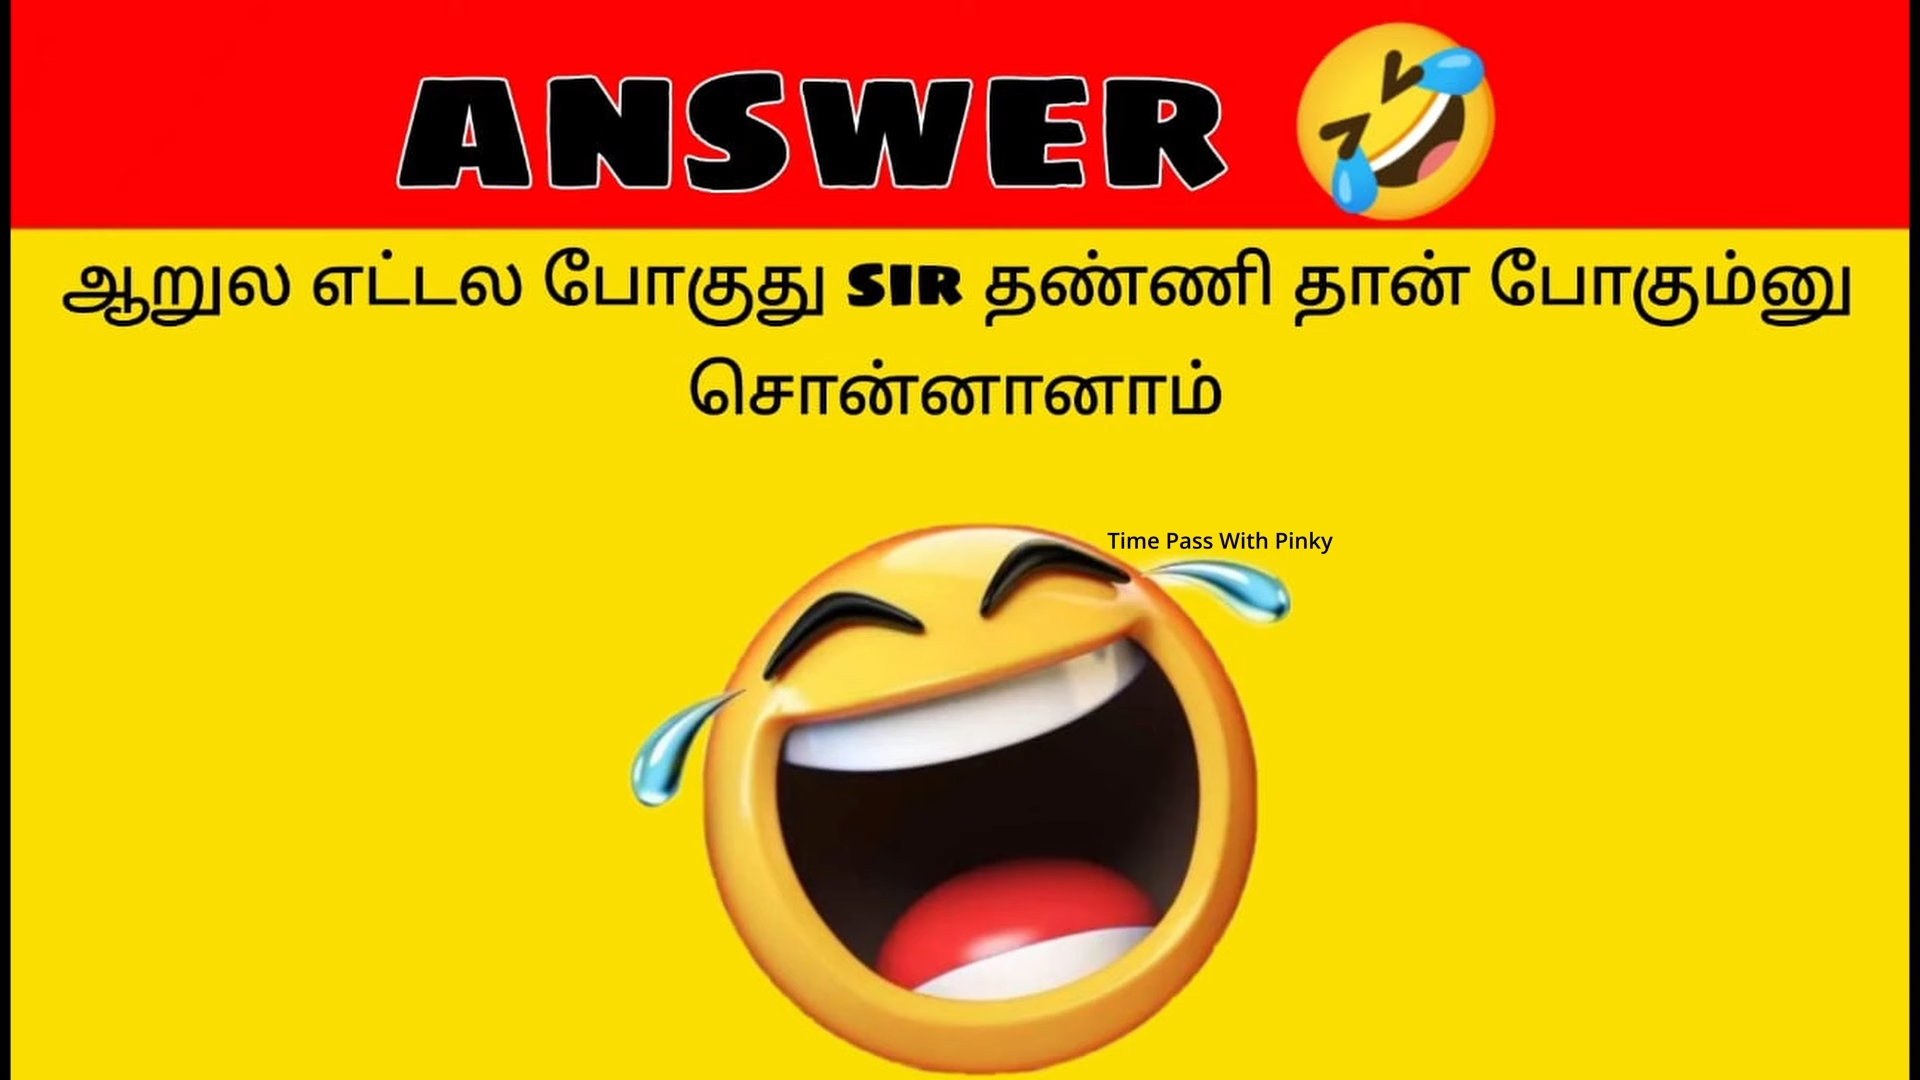 ANSWER
ஆறுல எட்டல போகுது SIR தண்ணி தான் போகும்னு
சொன்னானாம்
Time Pass With Pinky